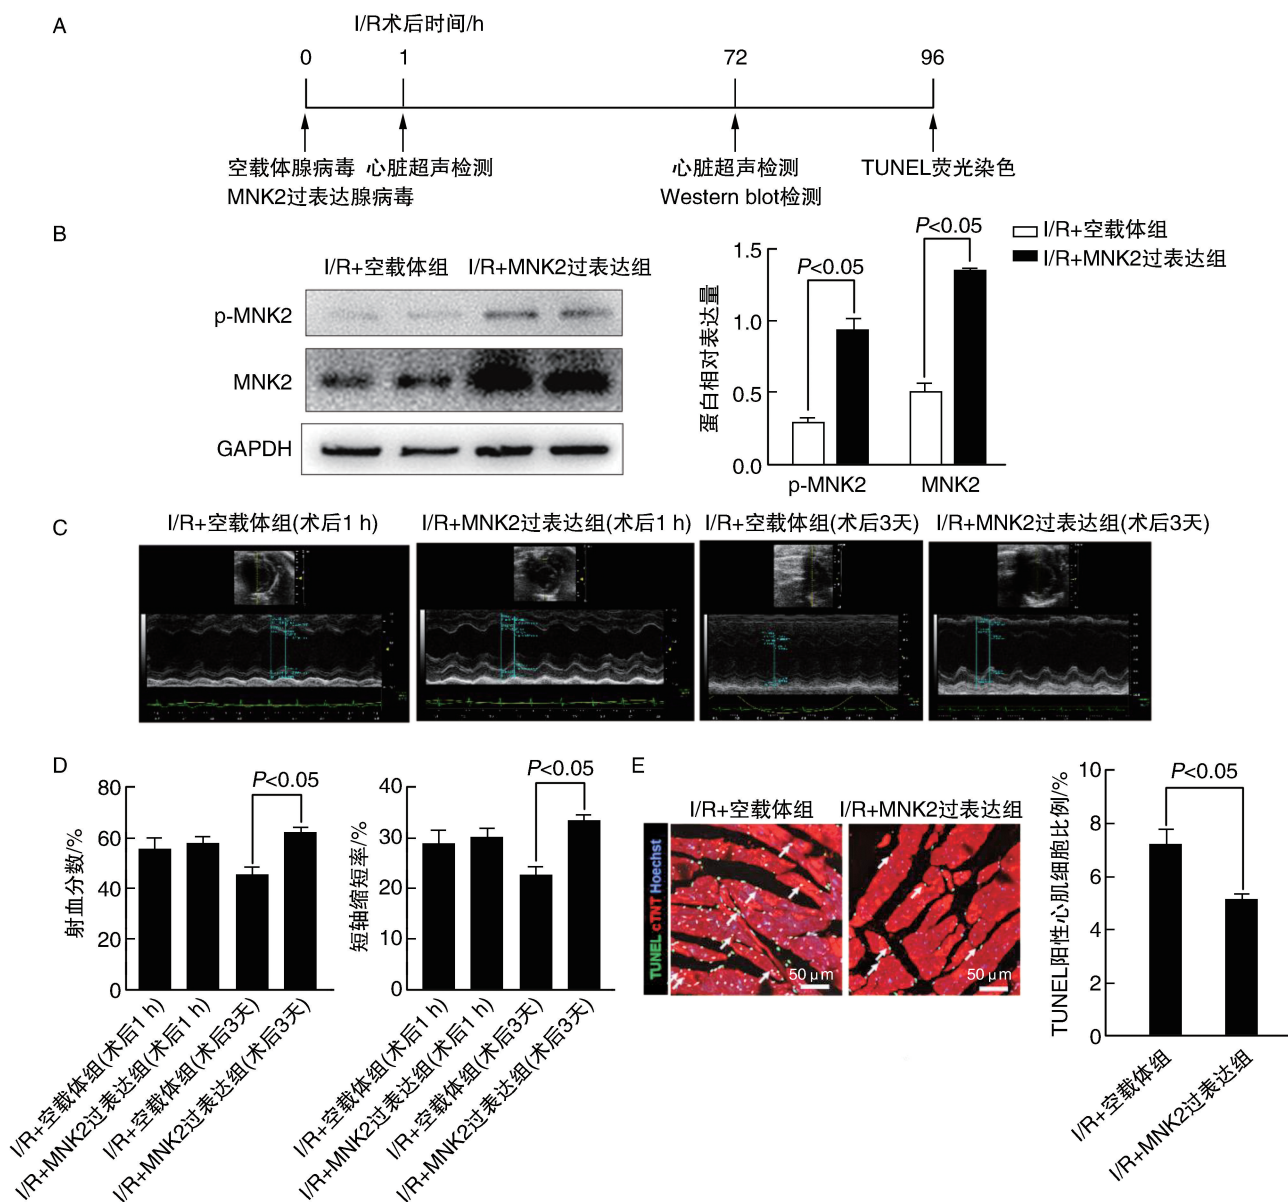 A
I/R术后时间/h
0 1 72 96
空载体腺病毒 心脏超声检测 心脏超声检测 TUNEL荧光染色
MNK2过表达腺病毒 Western blot检测
B
I/R+空载体组 I/R+MNK2过表达组
p-MNK2
MNK2
GAPDH
P<0.05
P<0.05
I/R+空载体组
I/R+MNK2过表达组
蛋白相对表达量
1.5
1.0
0.5
0.0
p-MNK2 MNK2
C
I/R+空载体组(术后1 h) I/R+MNK2过表达组(术后1 h) I/R+空载体组(术后3天) I/R+MNK2过表达组(术后3天)
D
射血分数/%
80
60
40
20
0
P<0.05
I/R+空载体组(术后1 h)
I/R+MNK2过表达组(术后1 h)
I/R+空载体组(术后3天)
I/R+MNK2过表达组(术后3天)
短轴缩短率/%
40
30
20
10
0
P<0.05
I/R+空载体组(术后1 h)
I/R+MNK2过表达组(术后1 h)
I/R+空载体组(术后3天)
I/R+MNK2过表达组(术后3天)
E
I/R+空载体组 I/R+MNK2过表达组
TUNEL cTNT Hoechst
50 μm 50 μm
TUNEL阳性心肌细胞比例/%
10
8
6
4
2
0
P<0.05
I/R+空载体组
I/R+MNK2过表达组